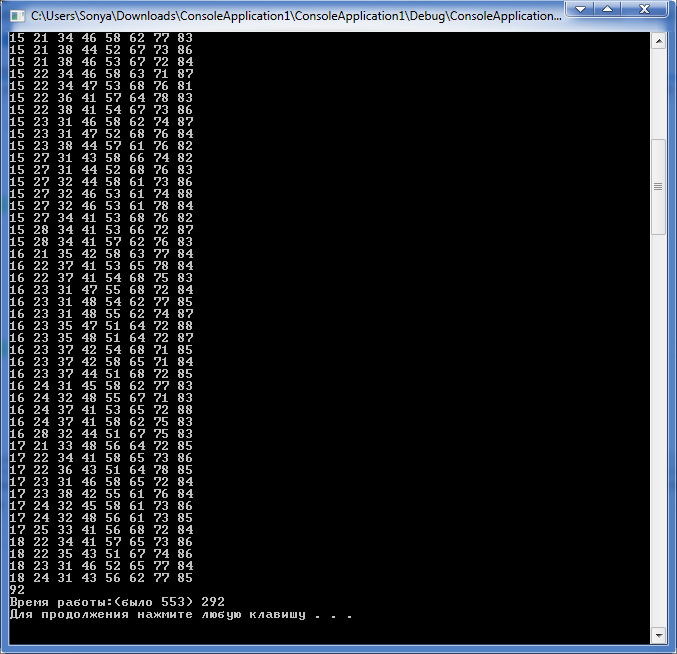 C:\Users\Sonya\Downloads\ConsoleApplication1\ConsoleApplication1\Debug\ConsoleApplication...
15 21 34 46 58 62 77 83
15 21 38 44 52 67 73 86
15 21 38 46 53 67 72 84
15 22 34 46 58 63 71 87
15 22 34 47 53 68 76 81
15 22 36 41 57 64 78 83
15 22 38 41 54 67 73 86
15 23 31 46 58 62 74 87
15 23 31 47 52 68 76 84
15 23 38 44 57 61 76 82
15 27 31 43 58 66 74 82
15 27 31 44 52 68 76 83
15 27 32 44 58 61 73 86
15 27 32 46 53 61 74 88
15 27 32 46 53 61 78 84
15 27 34 41 53 68 76 82
15 28 34 41 53 66 72 87
15 28 34 41 57 62 76 83
16 21 35 42 58 63 77 84
16 22 37 41 53 65 78 84
16 22 37 41 54 68 75 83
16 23 31 47 55 68 72 84
16 23 31 48 54 62 77 85
16 23 31 48 55 62 74 87
16 23 35 47 51 64 72 88
16 23 35 48 51 64 72 87
16 23 37 42 54 68 71 85
16 23 37 42 58 65 71 84
16 23 37 44 51 68 72 85
16 24 31 45 58 62 77 83
16 24 32 48 55 67 71 83
16 24 37 41 53 65 72 88
16 24 37 41 58 62 75 83
16 28 32 44 51 67 75 83
17 21 33 48 56 64 72 85
17 22 34 41 58 65 73 86
17 22 36 43 51 64 78 85
17 23 31 46 58 65 72 84
17 23 38 42 55 61 76 84
17 24 32 45 58 61 73 86
17 24 32 48 56 61 73 85
17 25 33 41 56 68 72 84
18 22 34 41 57 65 73 86
18 22 35 43 51 67 74 86
18 23 31 46 52 65 77 84
18 24 31 43 56 62 77 85
92
Время работы:(было 553) 292
Для продолжения нажмите любую клавишу . . .